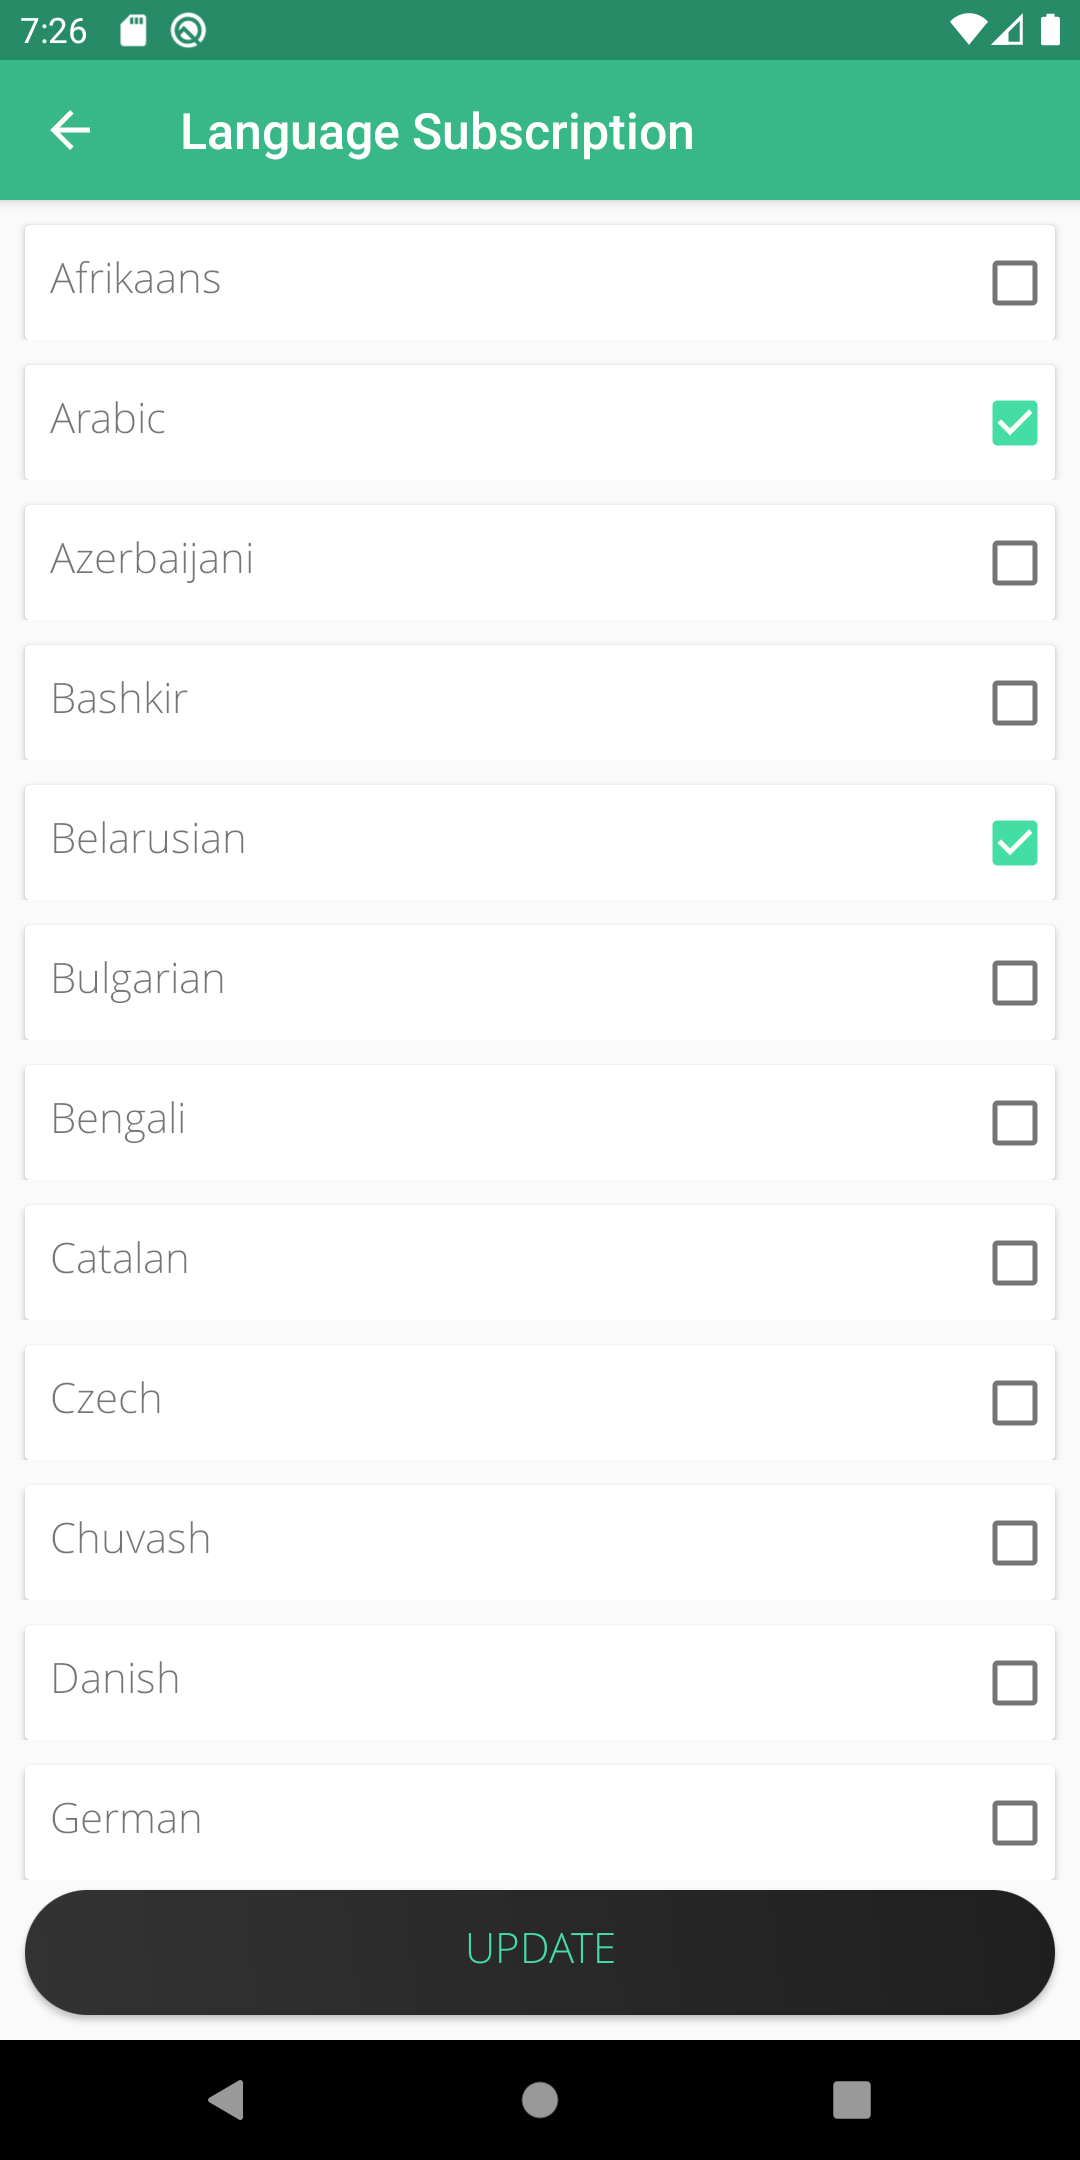 7:26
Language Subscription
Afrikaans
Arabic
Azerbaijani
Bashkir
Belarusian
Bulgarian
Bengali
Catalan
Czech
Chuvash
Danish
German
UPDATE